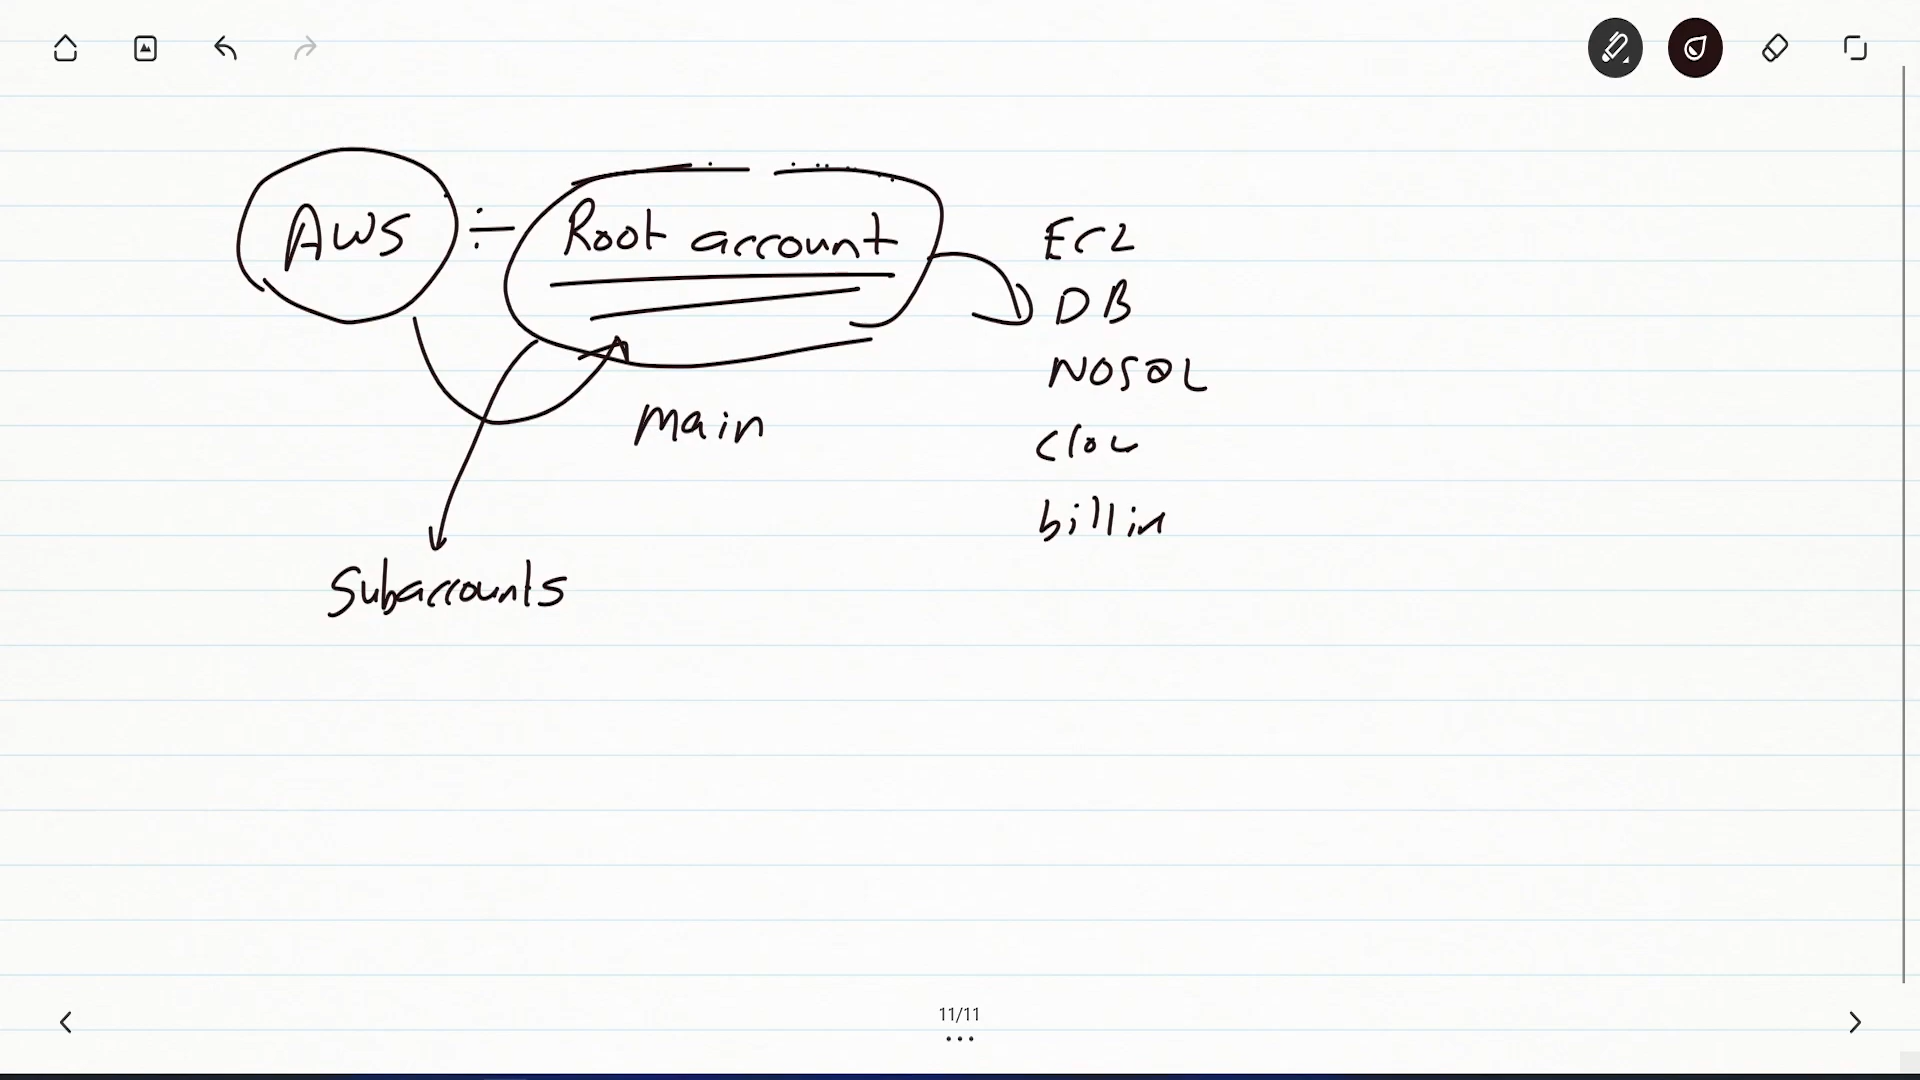 AWS ÷ Root account
EC2
DB
NOSQL
main
clou
billin
Subaccounts
11/11